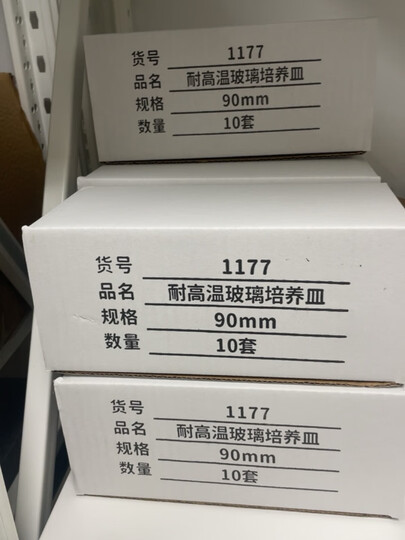 货号 1177
品名 耐高温玻璃培养皿
规格 90mm
数量 10套
货号 1177
品名 耐高温玻璃培养皿
规格 90mm
数量 10套
货号 1177
品名 耐高温玻璃培养皿
规格 90mm
数量 10套